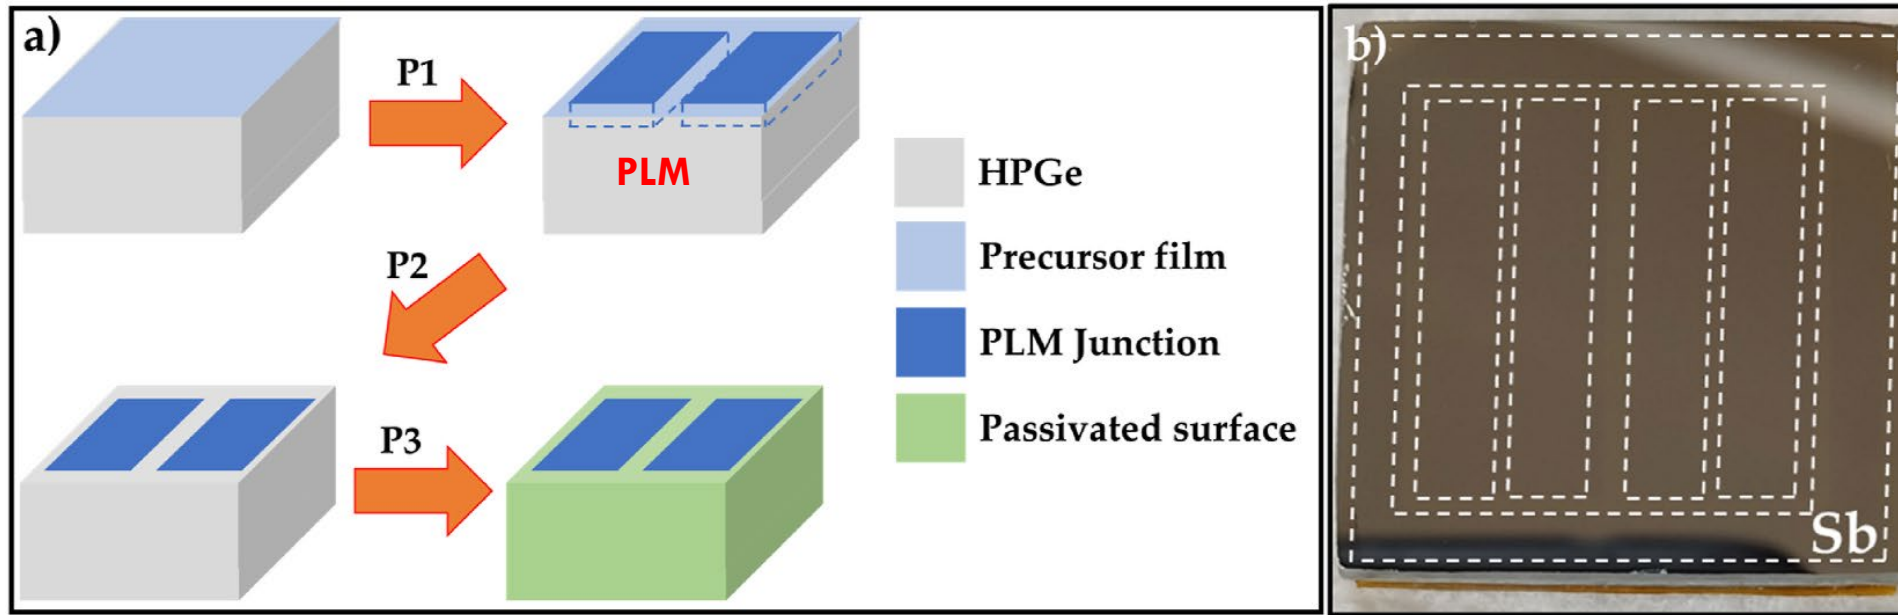 a)
P1
PLM
P2
P3
HPGe
Precursor film
PLM Junction
Passivated surface
b)
Sb